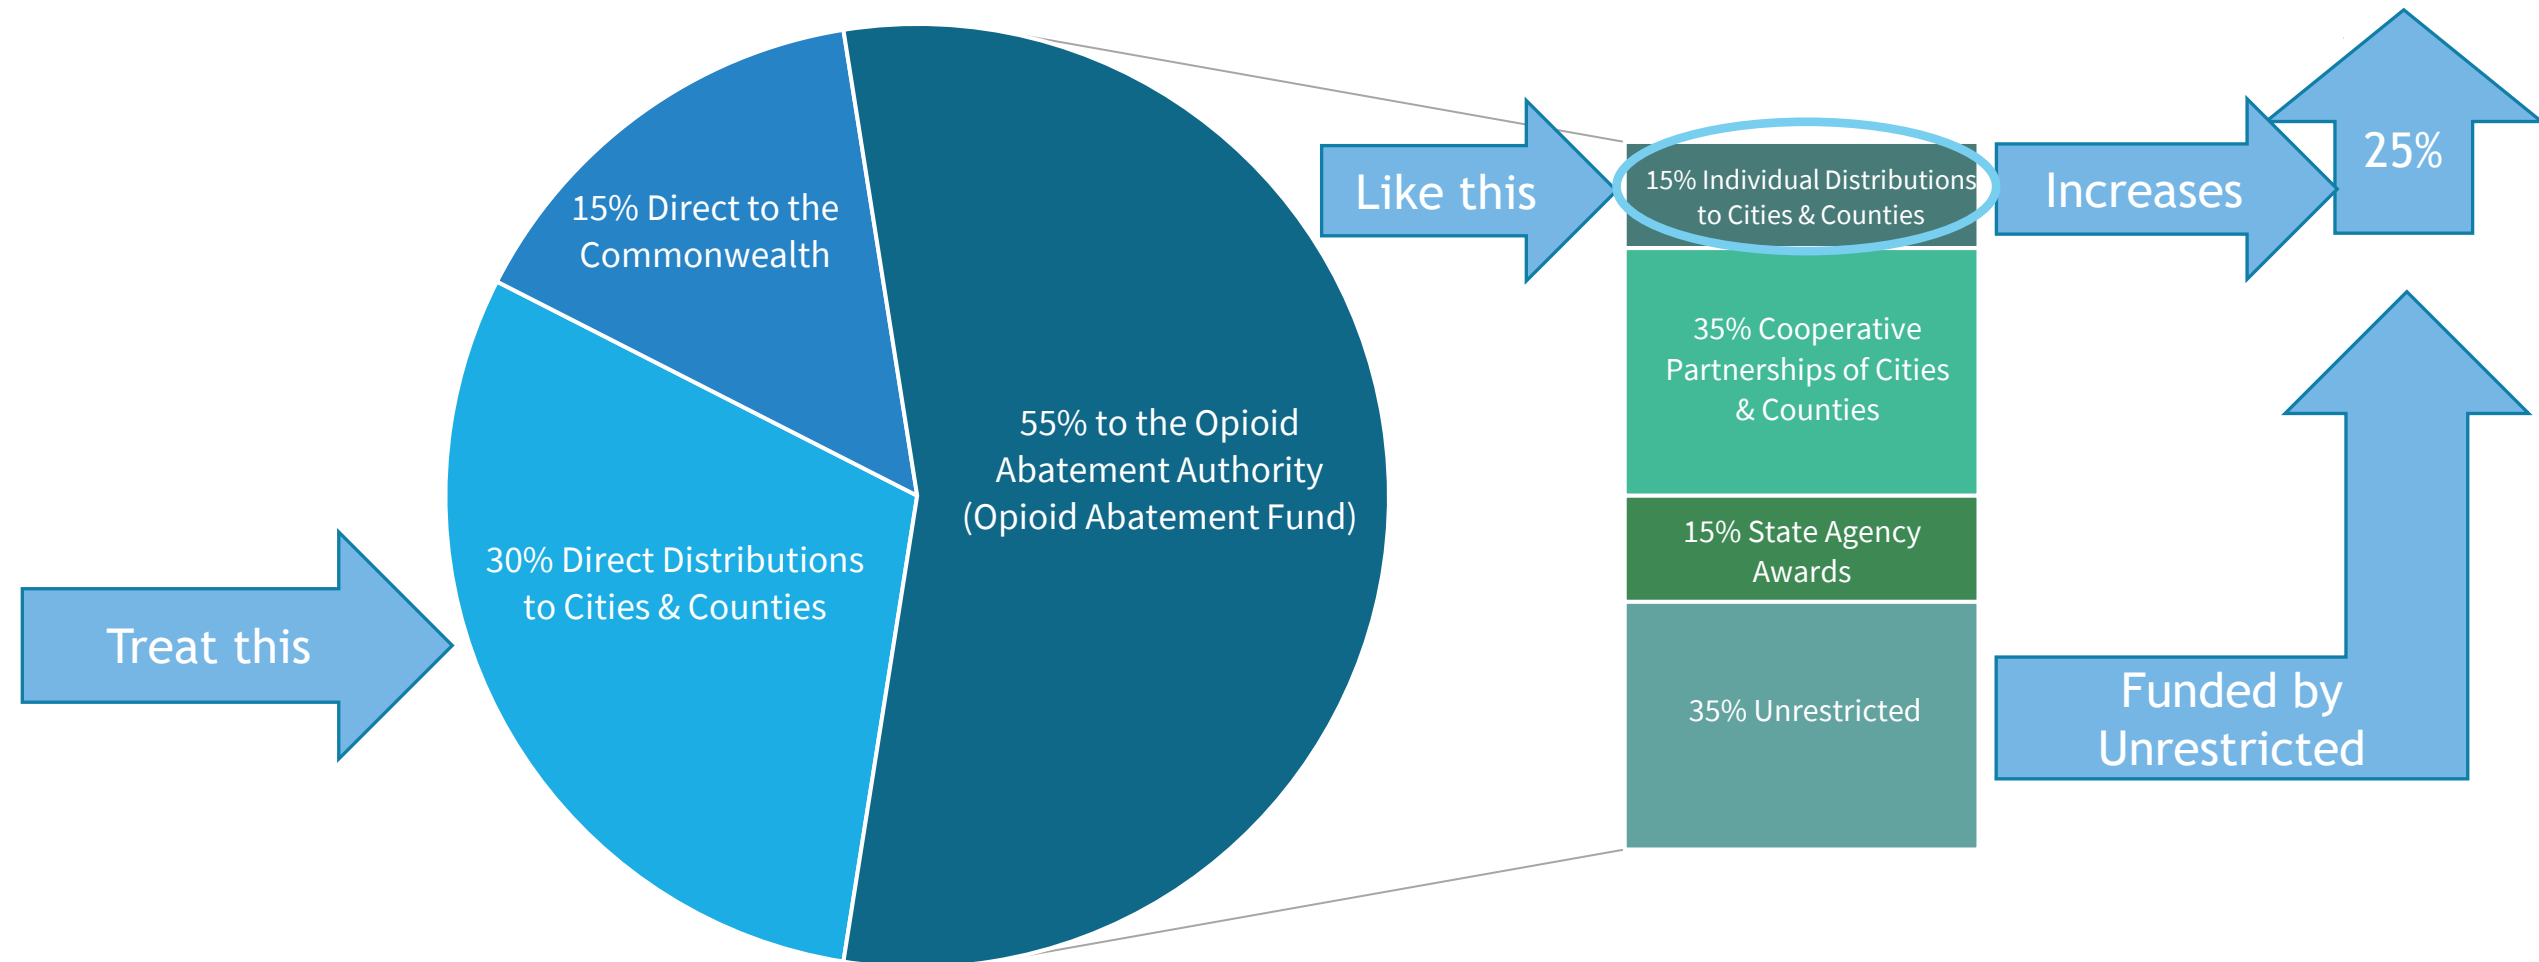 Treat this
15% Direct to the
Commonwealth
30% Direct Distributions
to Cities & Counties
55% to the Opioid
Abatement Authority
(Opioid Abatement Fund)
Like this
15% Individual Distributions
to Cities & Counties
35% Cooperative
Partnerships of Cities
& Counties
15% State Agency
Awards
35% Unrestricted
Increases
25%
Funded by
Unrestricted